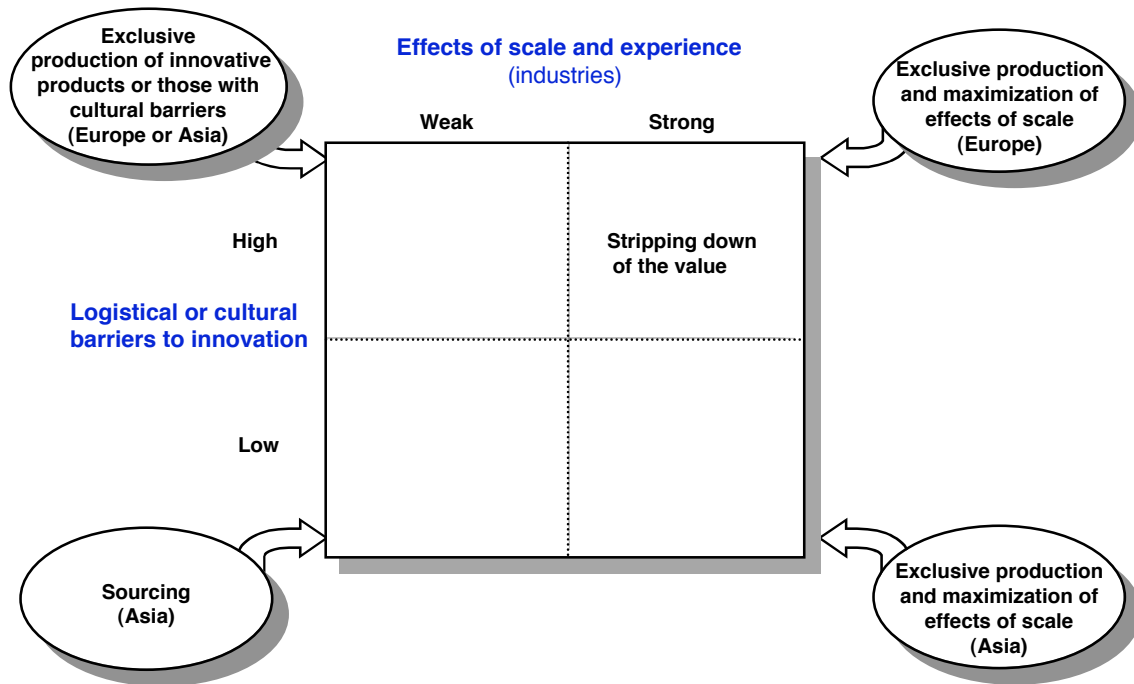 Exclusive
production of innovative
products or those with
cultural barriers
(Europe or Asia)
Effects of scale and experience
(industries)
Exclusive production
and maximization of
effects of scale
(Europe)
Weak
Strong
High
Stripping down
of the value
Logistical or cultural
barriers to innovation
Low
Sourcing
(Asia)
Exclusive production
and maximization of
effects of scale
(Asia)